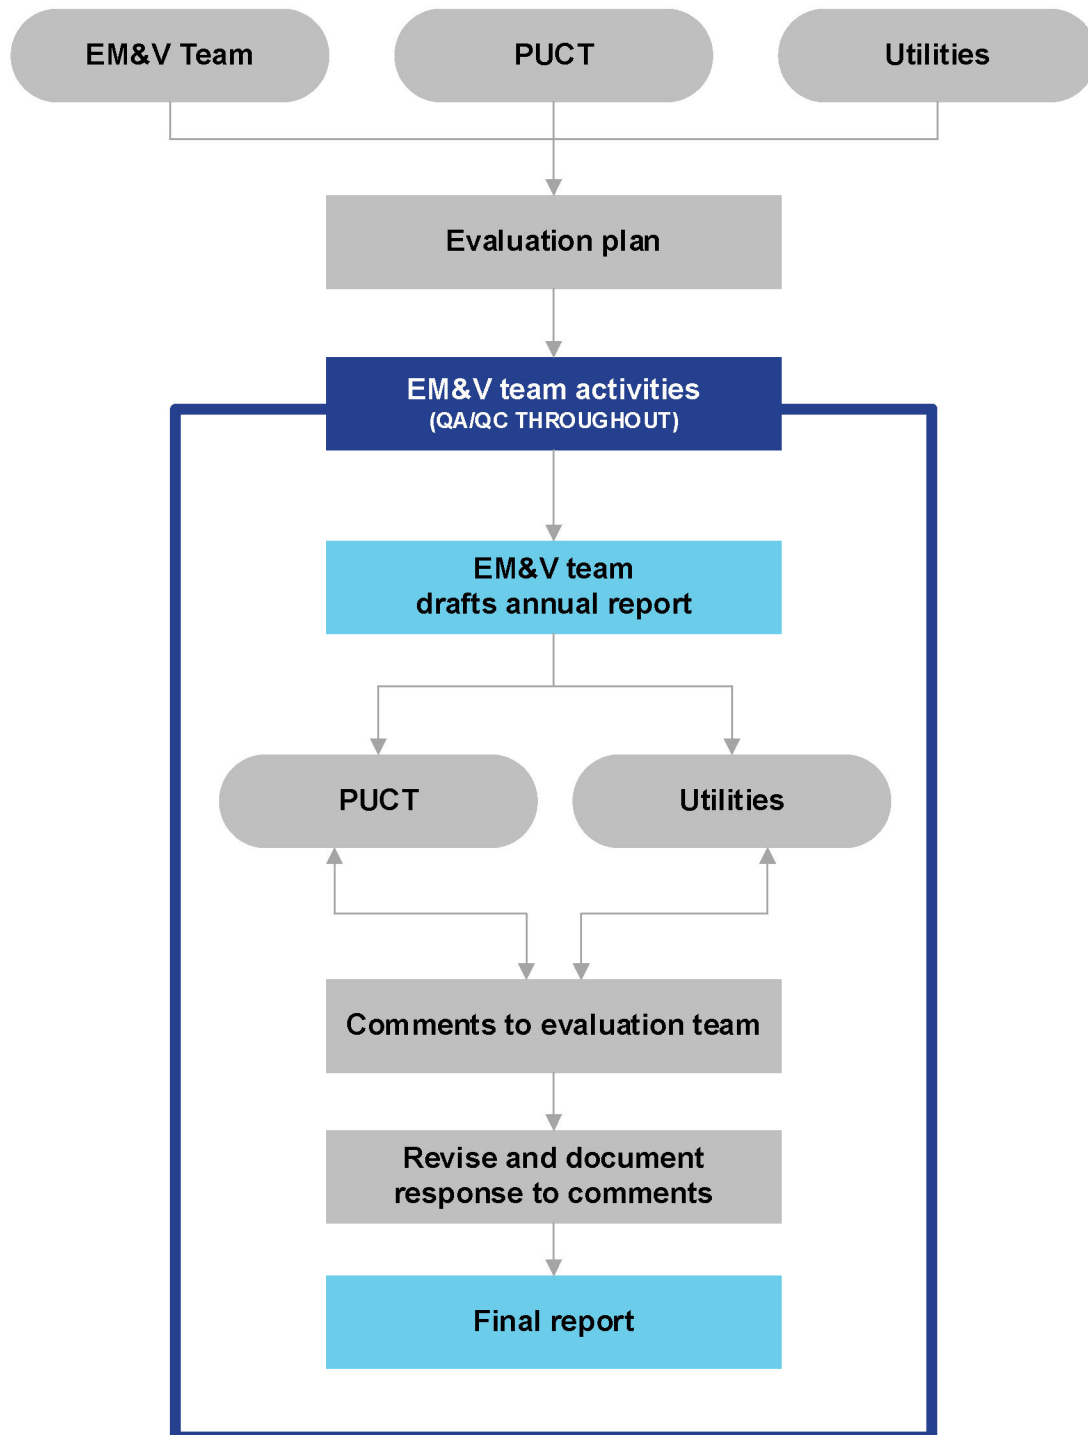 EM&V Team
PUCT
Utilities
Evaluation plan
EM&V team activities
(QA/QC THROUGHOUT)
EM&V team
drafts annual report
PUCT
Utilities
Comments to evaluation team
Revise and document
response to comments
Final report